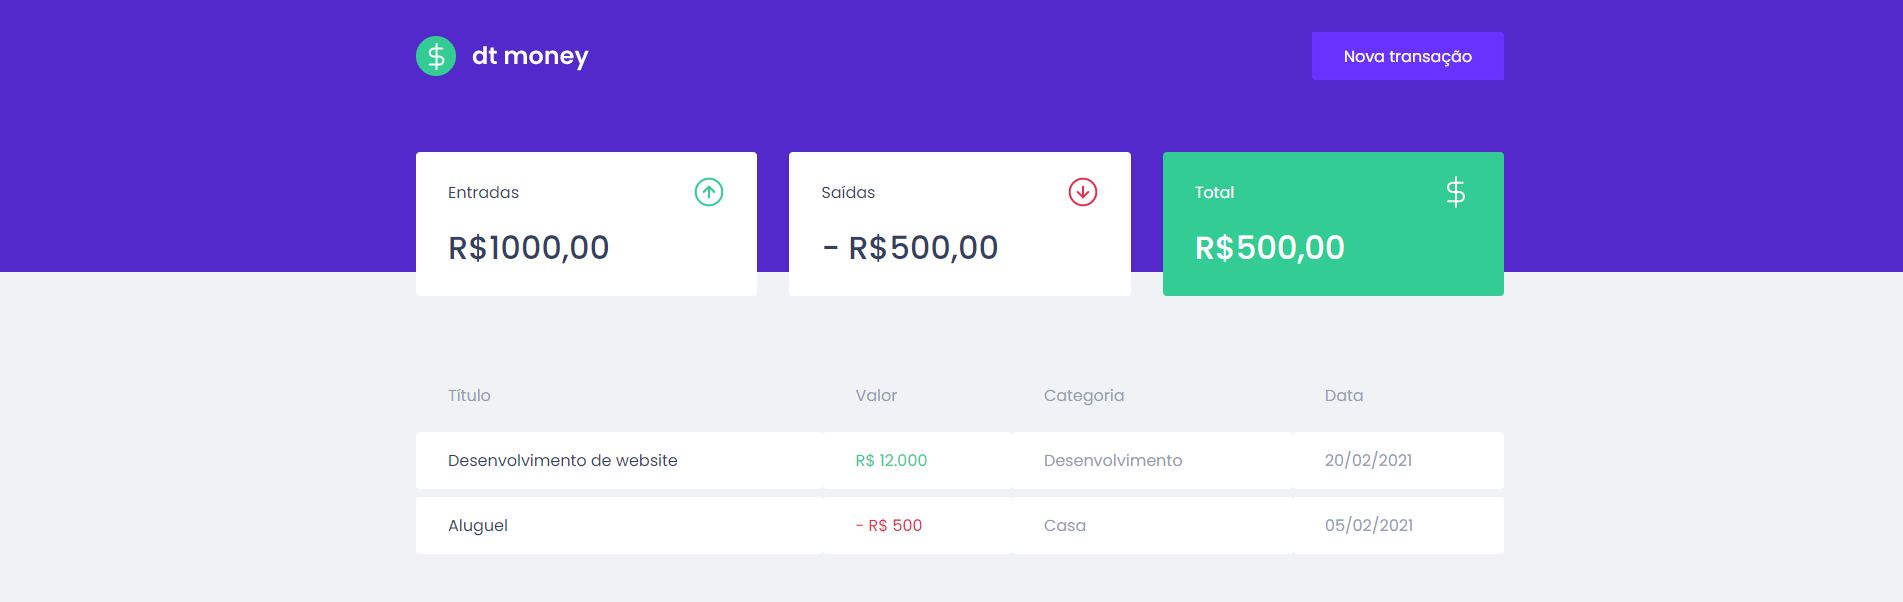 dt money
Nova transação
Entradas
R$1000,00
Saídas
- R$500,00
Total
R$500,00
Título Valor Categoria Data
Desenvolvimento de website R$ 12.000 Desenvolvimento 20/02/2021
Aluguel - R$ 500 Casa 05/02/2021